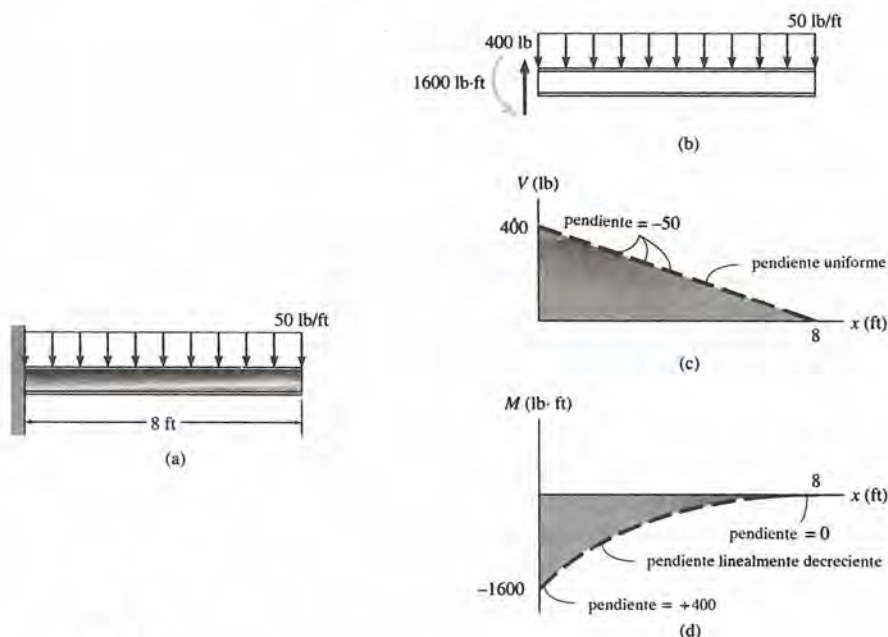 50 lb/ft
8 ft
(a)
50 lb/ft
400 lb
1600 lb·ft
(b)
V (lb)
400
pendiente = –50
pendiente uniforme
8
x (ft)
(c)
M (lb· ft)
8
x (ft)
pendiente = 0
pendiente linealmente decreciente
–1600
pendiente = +400
(d)